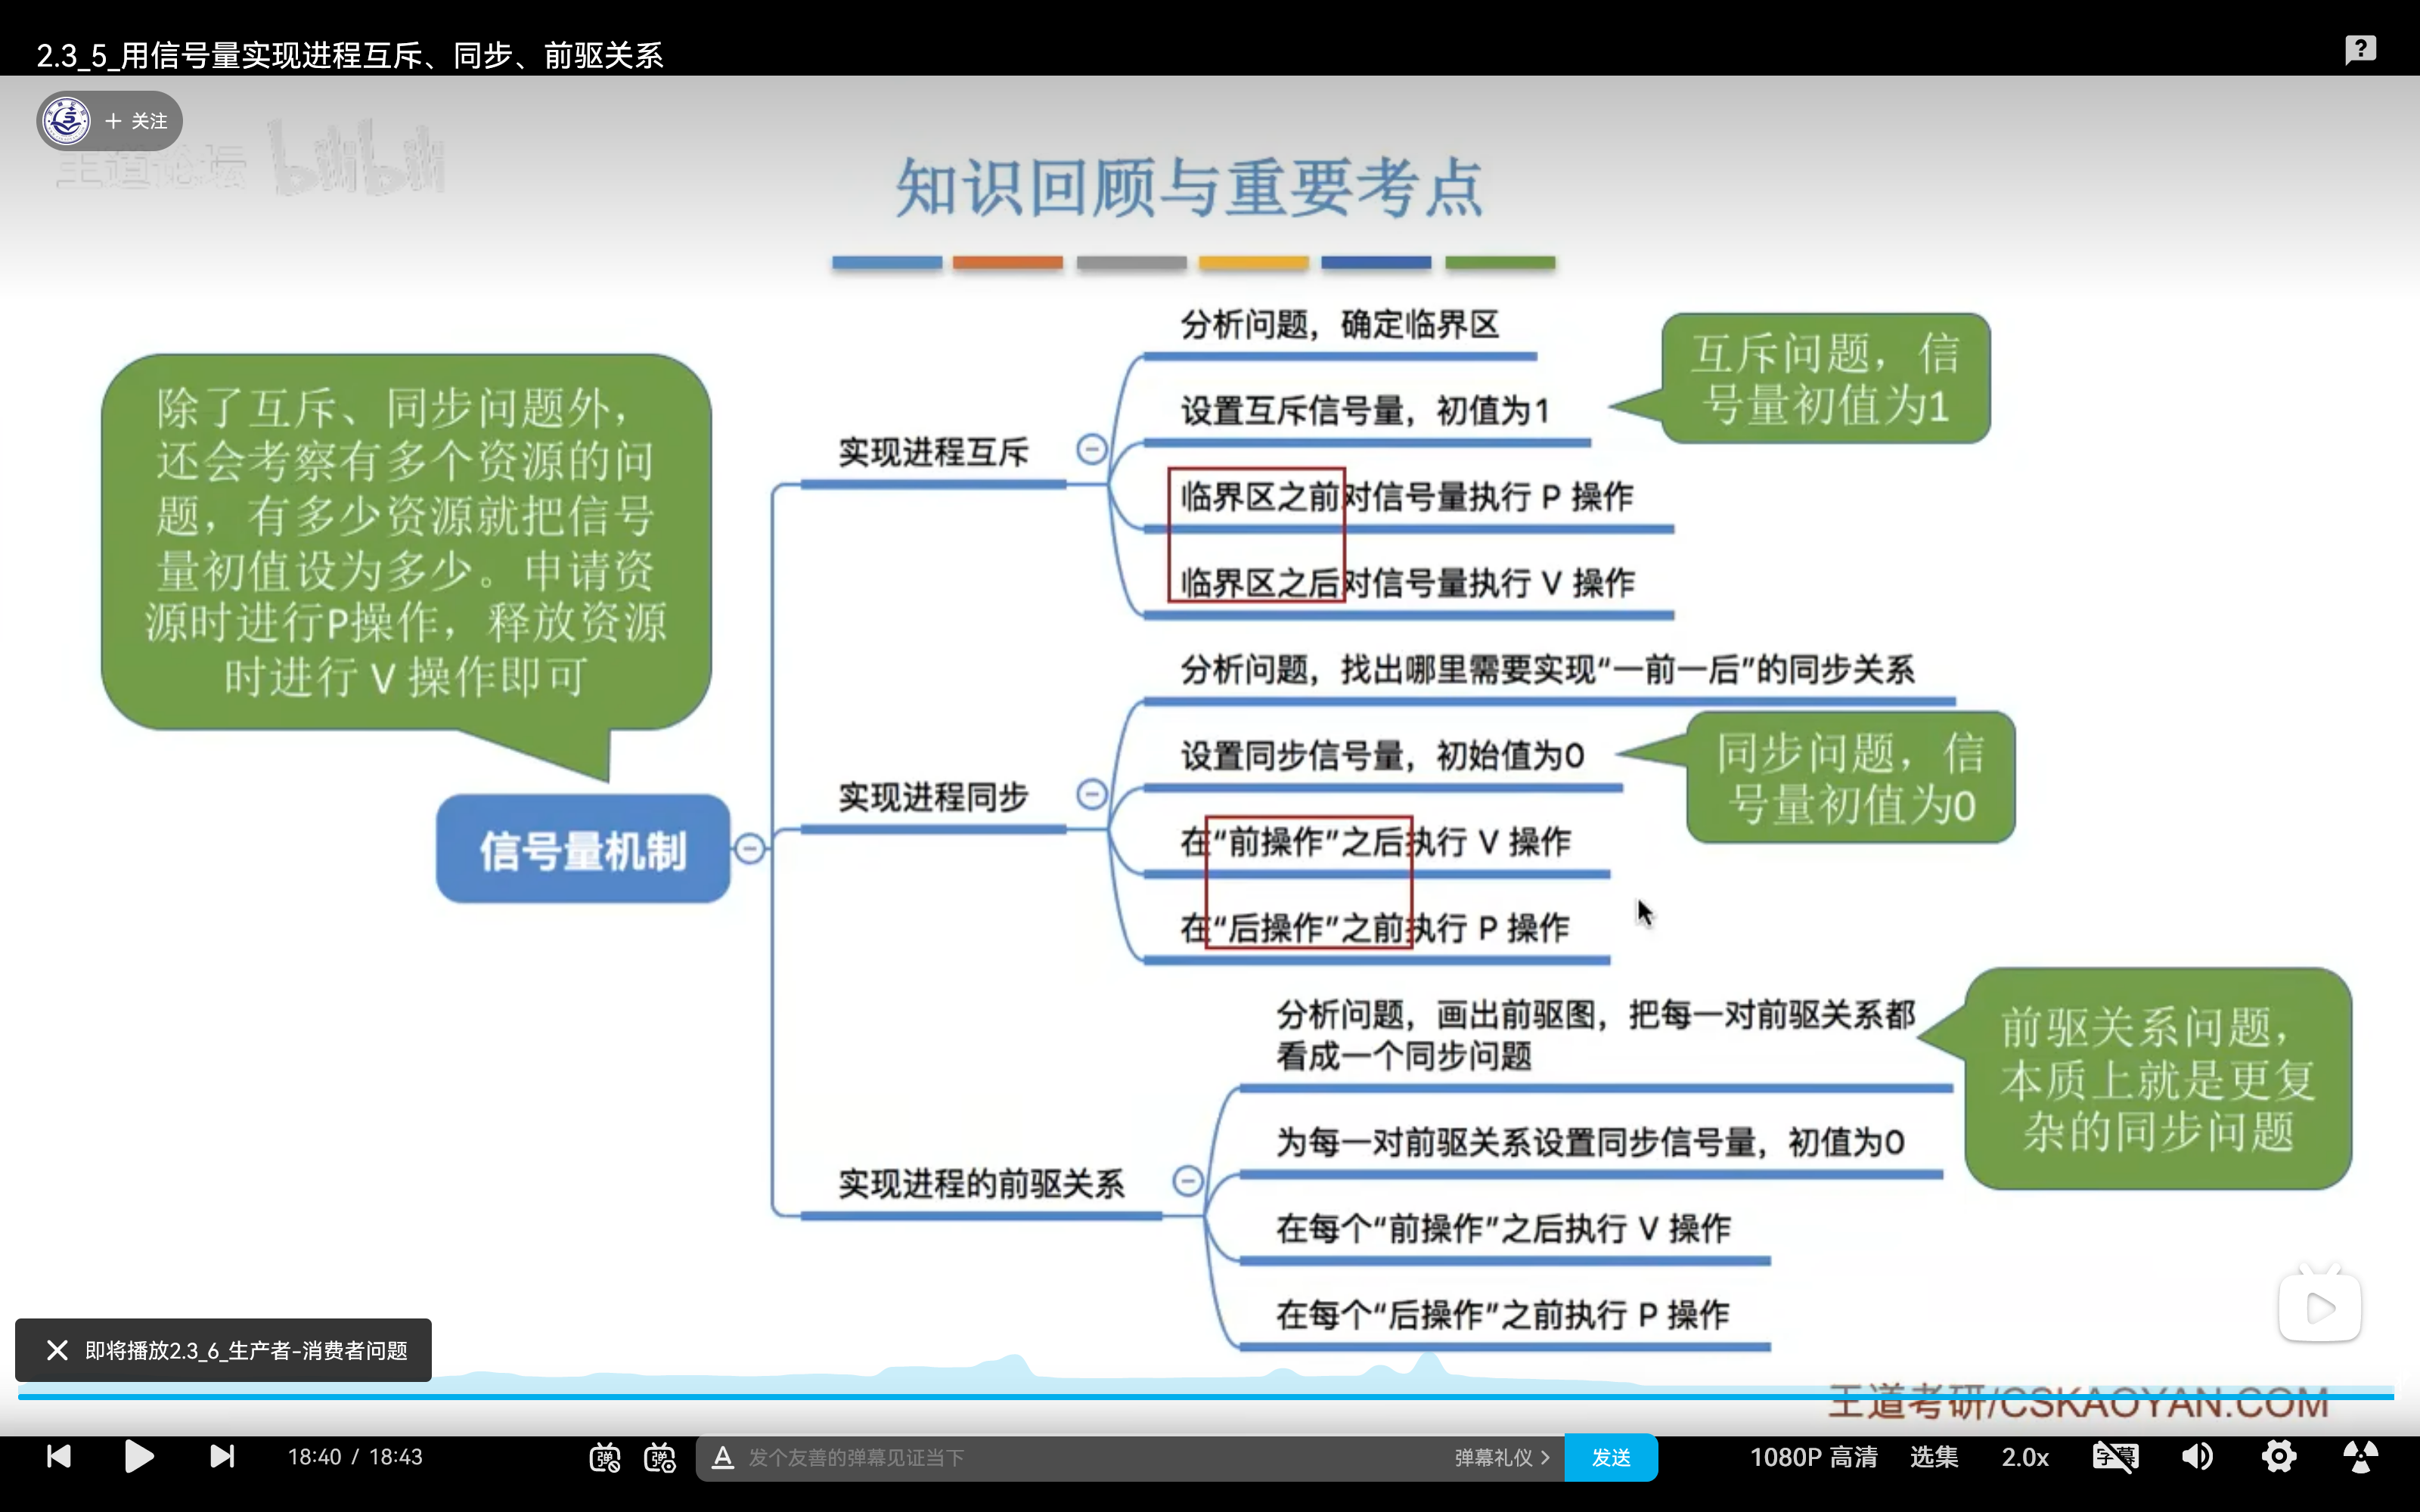 2.3_5_用信号量实现进程互斥、同步、前驱关系
+ 关注
王道论坛 bilibili
知识回顾与重要考点
除了互斥、同步问题外，
还会考察有多个资源的问
题，有多少资源就把信号
量初值设为多少。申请资
源时进行P操作，释放资源
时进行 V 操作即可
信号量机制
实现进程互斥
分析问题，确定临界区
设置互斥信号量，初值为1
互斥问题，信
号量初值为1
临界区之前对信号量执行 P 操作
临界区之后对信号量执行 V 操作
实现进程同步
分析问题，找出哪里需要实现“一前一后”的同步关系
设置同步信号量，初始值为0
同步问题，信
号量初值为0
在“前操作”之后执行 V 操作
在“后操作”之前执行 P 操作
实现进程的前驱关系
分析问题，画出前驱图，把每一对前驱关系都
看成一个同步问题
前驱关系问题，
本质上就是更复
杂的同步问题
为每一对前驱关系设置同步信号量，初值为0
在每个“前操作”之后执行 V 操作
在每个“后操作”之前执行 P 操作
即将播放2.3_6_生产者-消费者问题
王道考研/CSKAOYAN.COM
18:40 / 18:43
弹
弹
A
发个友善的弹幕见证当下
弹幕礼仪 >
发送
1080P 高清
选集
2.0x
字幕